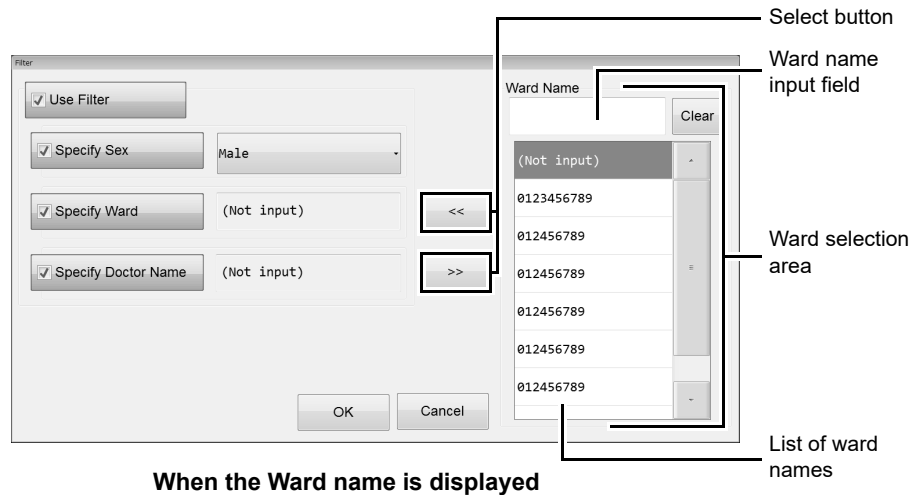 Select button
Ward name
input field
Filter
Use Filter
Ward Name
Clear
Specify Sex
Male
(Not input)
Specify Ward
(Not input)
<<
0123456789
012456789
Ward selection
area
Specify Doctor Name
(Not input)
>>
012456789
012456789
012456789
012456789
OK
Cancel
List of ward
names
When the Ward name is displayed